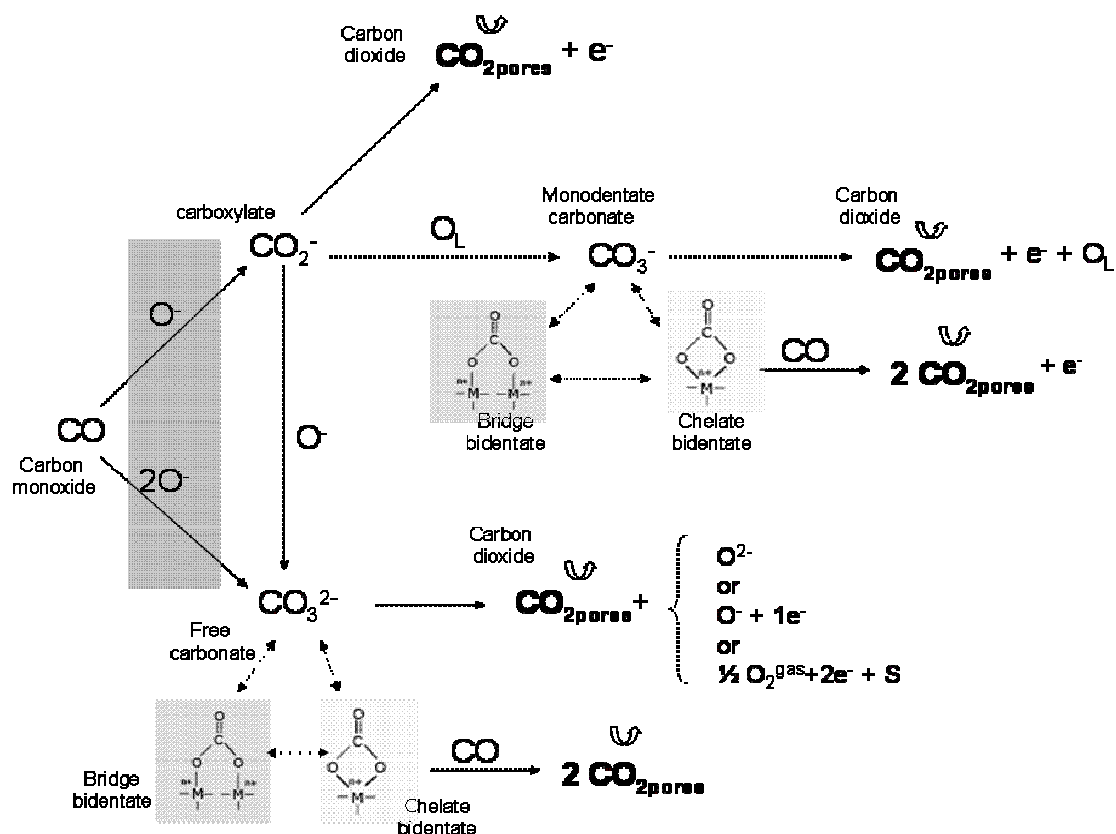 Carbon
dioxide
CO₂pores + e⁻
carboxylate
CO₂⁻
O_L
Monodentate
carbonate
CO₃⁻
Carbon
dioxide
CO₂pores + e⁻ + O_L
O⁻
O
C
O O
n+ n+
M M
Bridge
bidentate
O
C
O O
n+
M
Chelate
bidentate
CO
2 CO₂pores + e⁻
CO
Carbon
monoxide
2O⁻
O⁻
CO₃²⁻
Free
carbonate
Carbon
dioxide
CO₂pores +
O²⁻
or
O⁻ + 1e⁻
or
½ O₂gas+2e⁻ + S
O
C
O O
n+ n+
M M
Bridge
bidentate
O
C
O O
n+
M
Chelate
bidentate
CO
2 CO₂pores